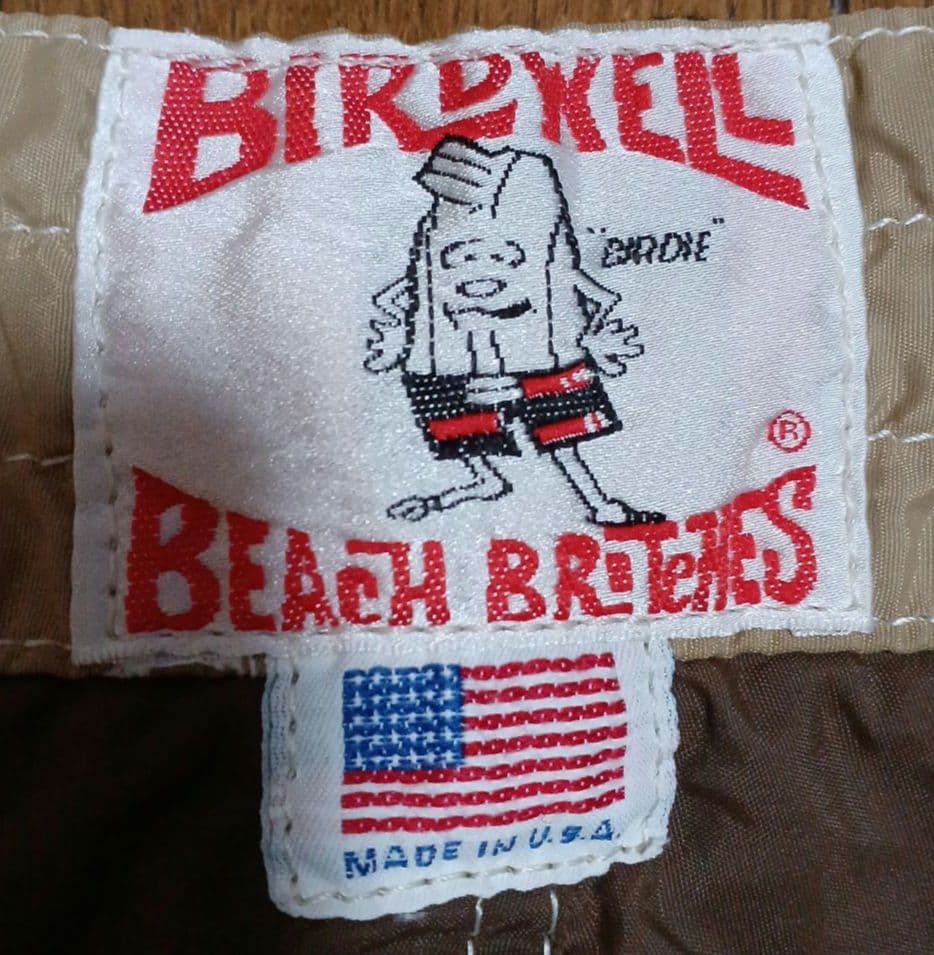 BIRDWELL
"BIRDIE"
®
BEACH BRITCHES
MADE IN U.S.A.